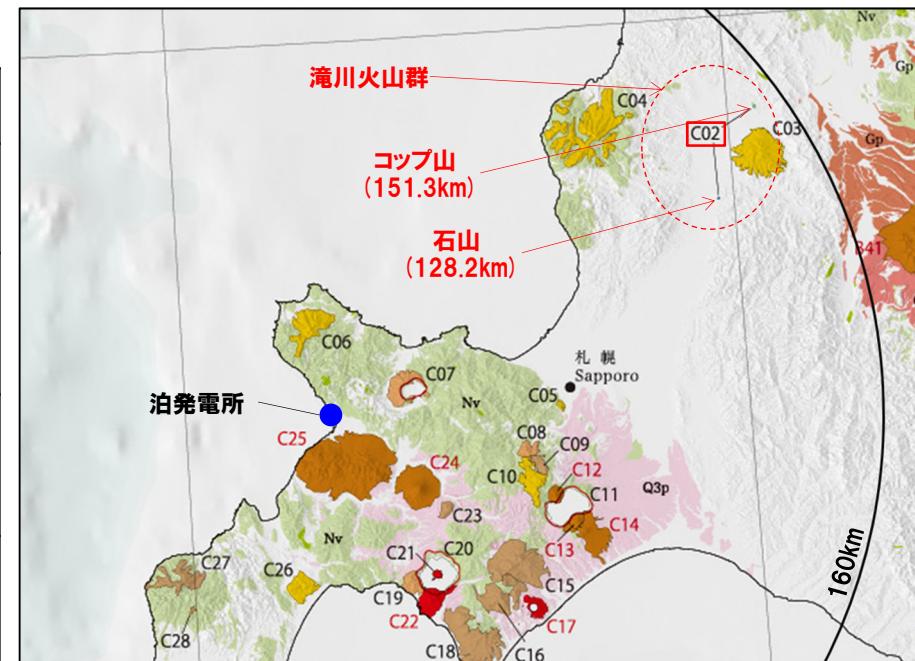 Nv
Gp
滝川火山群
C04
C02
C03
Gp
コップ山
(151.3km)
石山
(128.2km)
B41
C06
札幌
Sapporo
C07
泊発電所
Nv
C05
C25
C08
C09
C24
C10
C12
C11
Q3p
C23
C14
C13
Nv
C21
C20
C27
C26
C15
160km
C19
C22
C17
C28
C18
C16